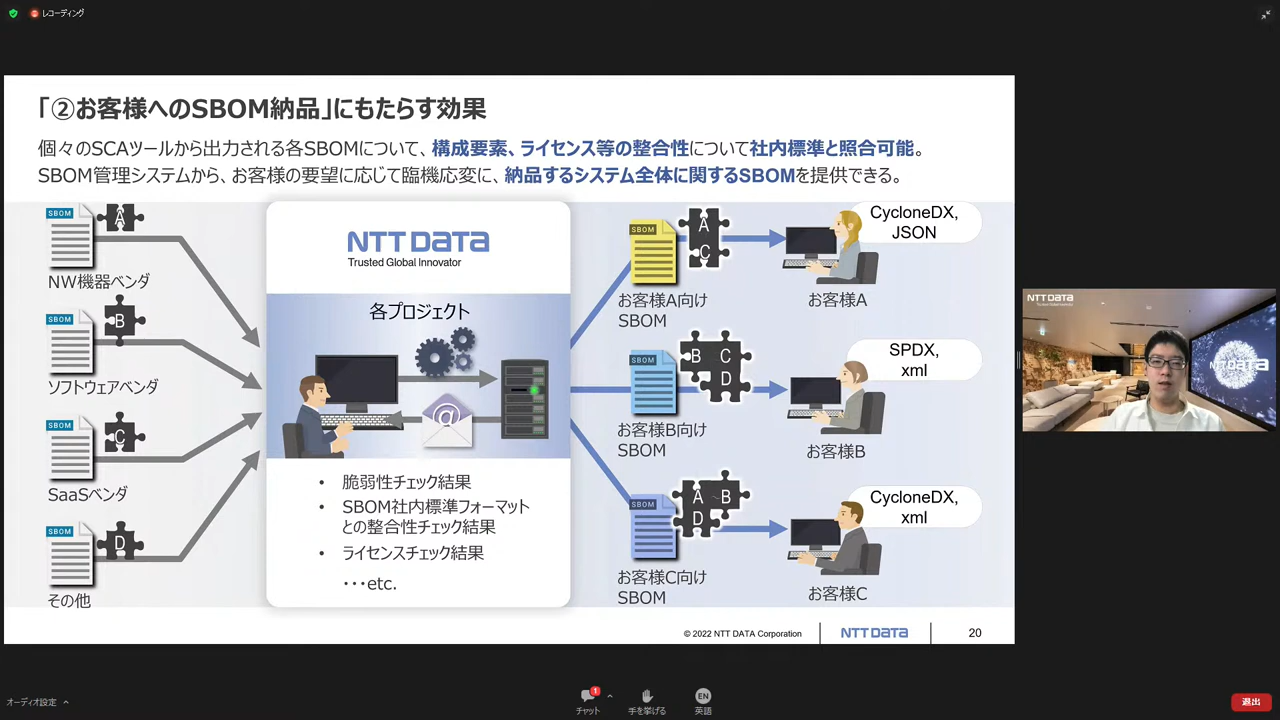 レコーディング
「②お客様へのSBOM納品」にもたらす効果
個々のSCAツールから出力される各SBOMについて、構成要素、ライセンス等の整合性について社内標準と照合可能。
SBOM管理システムから、お客様の要望に応じて臨機応変に、納品するシステム全体に関するSBOMを提供できる。
SBOM
A
NW機器ベンダ
SBOM
B
ソフトウェアベンダ
SBOM
C
SaaSベンダ
SBOM
D
その他
NTT DATA
Trusted Global Innovator
各プロジェクト
@
• 脆弱性チェック結果
• SBOM社内標準フォーマット
との整合性チェック結果
• ライセンスチェック結果
・・・etc.
SBOM
A
C
お客様A向け
SBOM
CycloneDX,
JSON
お客様A
SBOM
B C
D
お客様B向け
SBOM
SPDX,
xml
お客様B
SBOM
A B
D
お客様C向け
SBOM
CycloneDX,
xml
お客様C
© 2022 NTT DATA Corporation
NTT DATA
20
NTT DATA
NTT DATA
オーディオ設定
1
チャット
手を挙げる
EN
英語
退出